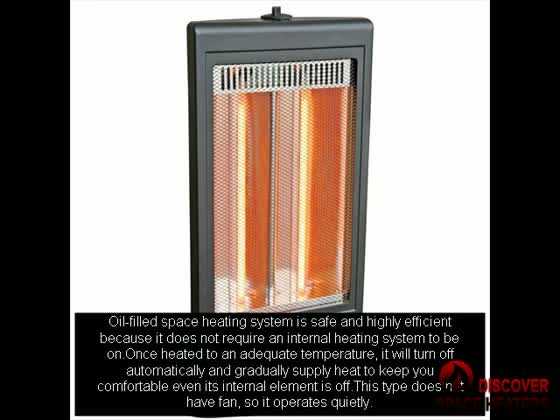 Oil-filled space heating system is safe and highly efficient
because it does not require an internal heating system to be
on.Once heated to an adequate temperature, it will turn off
automatically and gradually supply heat to keep you
comfortable even its internal element is off.This type does not
have fan, so it operates quietly.
DISCOVER
SPACE HEATERS